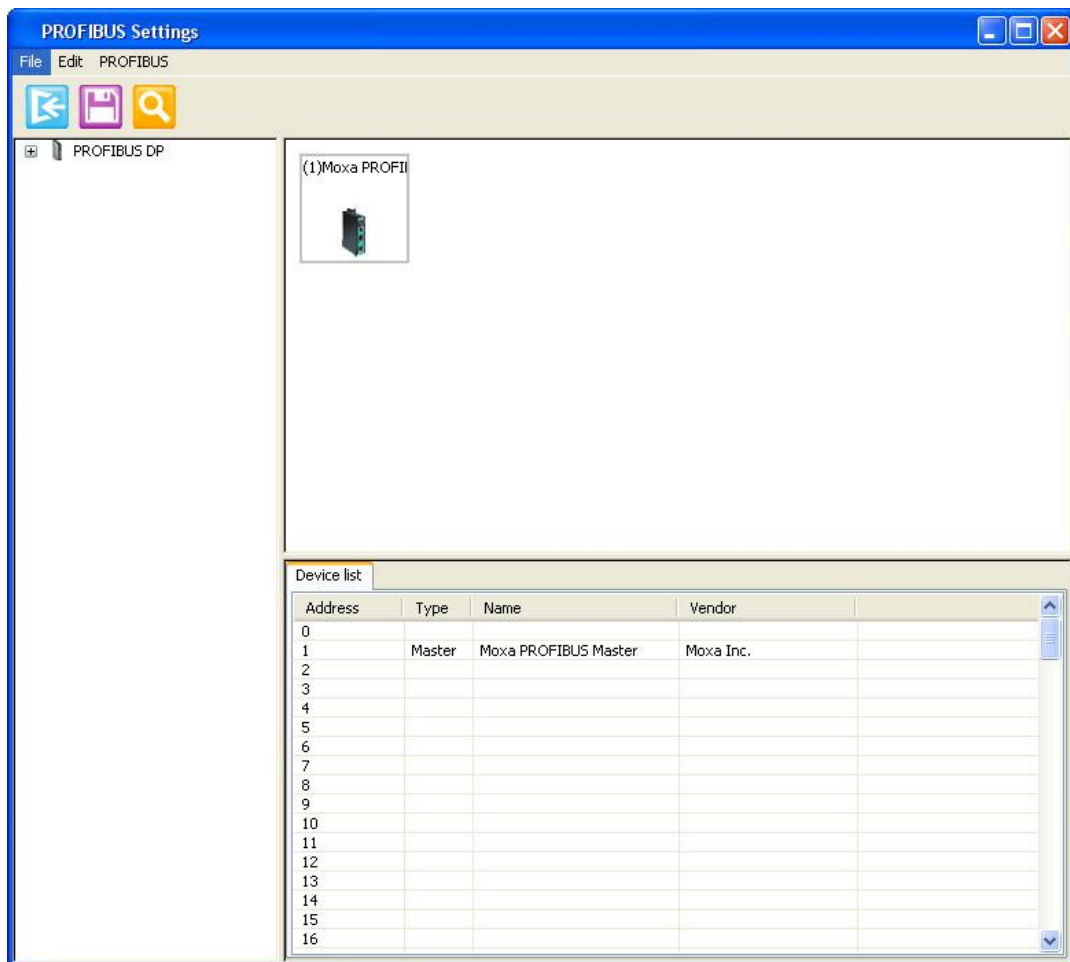 PROFIBUS Settings
File Edit PROFIBUS
PROFIBUS DP
(1)Moxa PROFI
Device list
Address Type Name Vendor
0
1 Master Moxa PROFIBUS Master Moxa Inc.
2
3
4
5
6
7
8
9
10
11
12
13
14
15
16